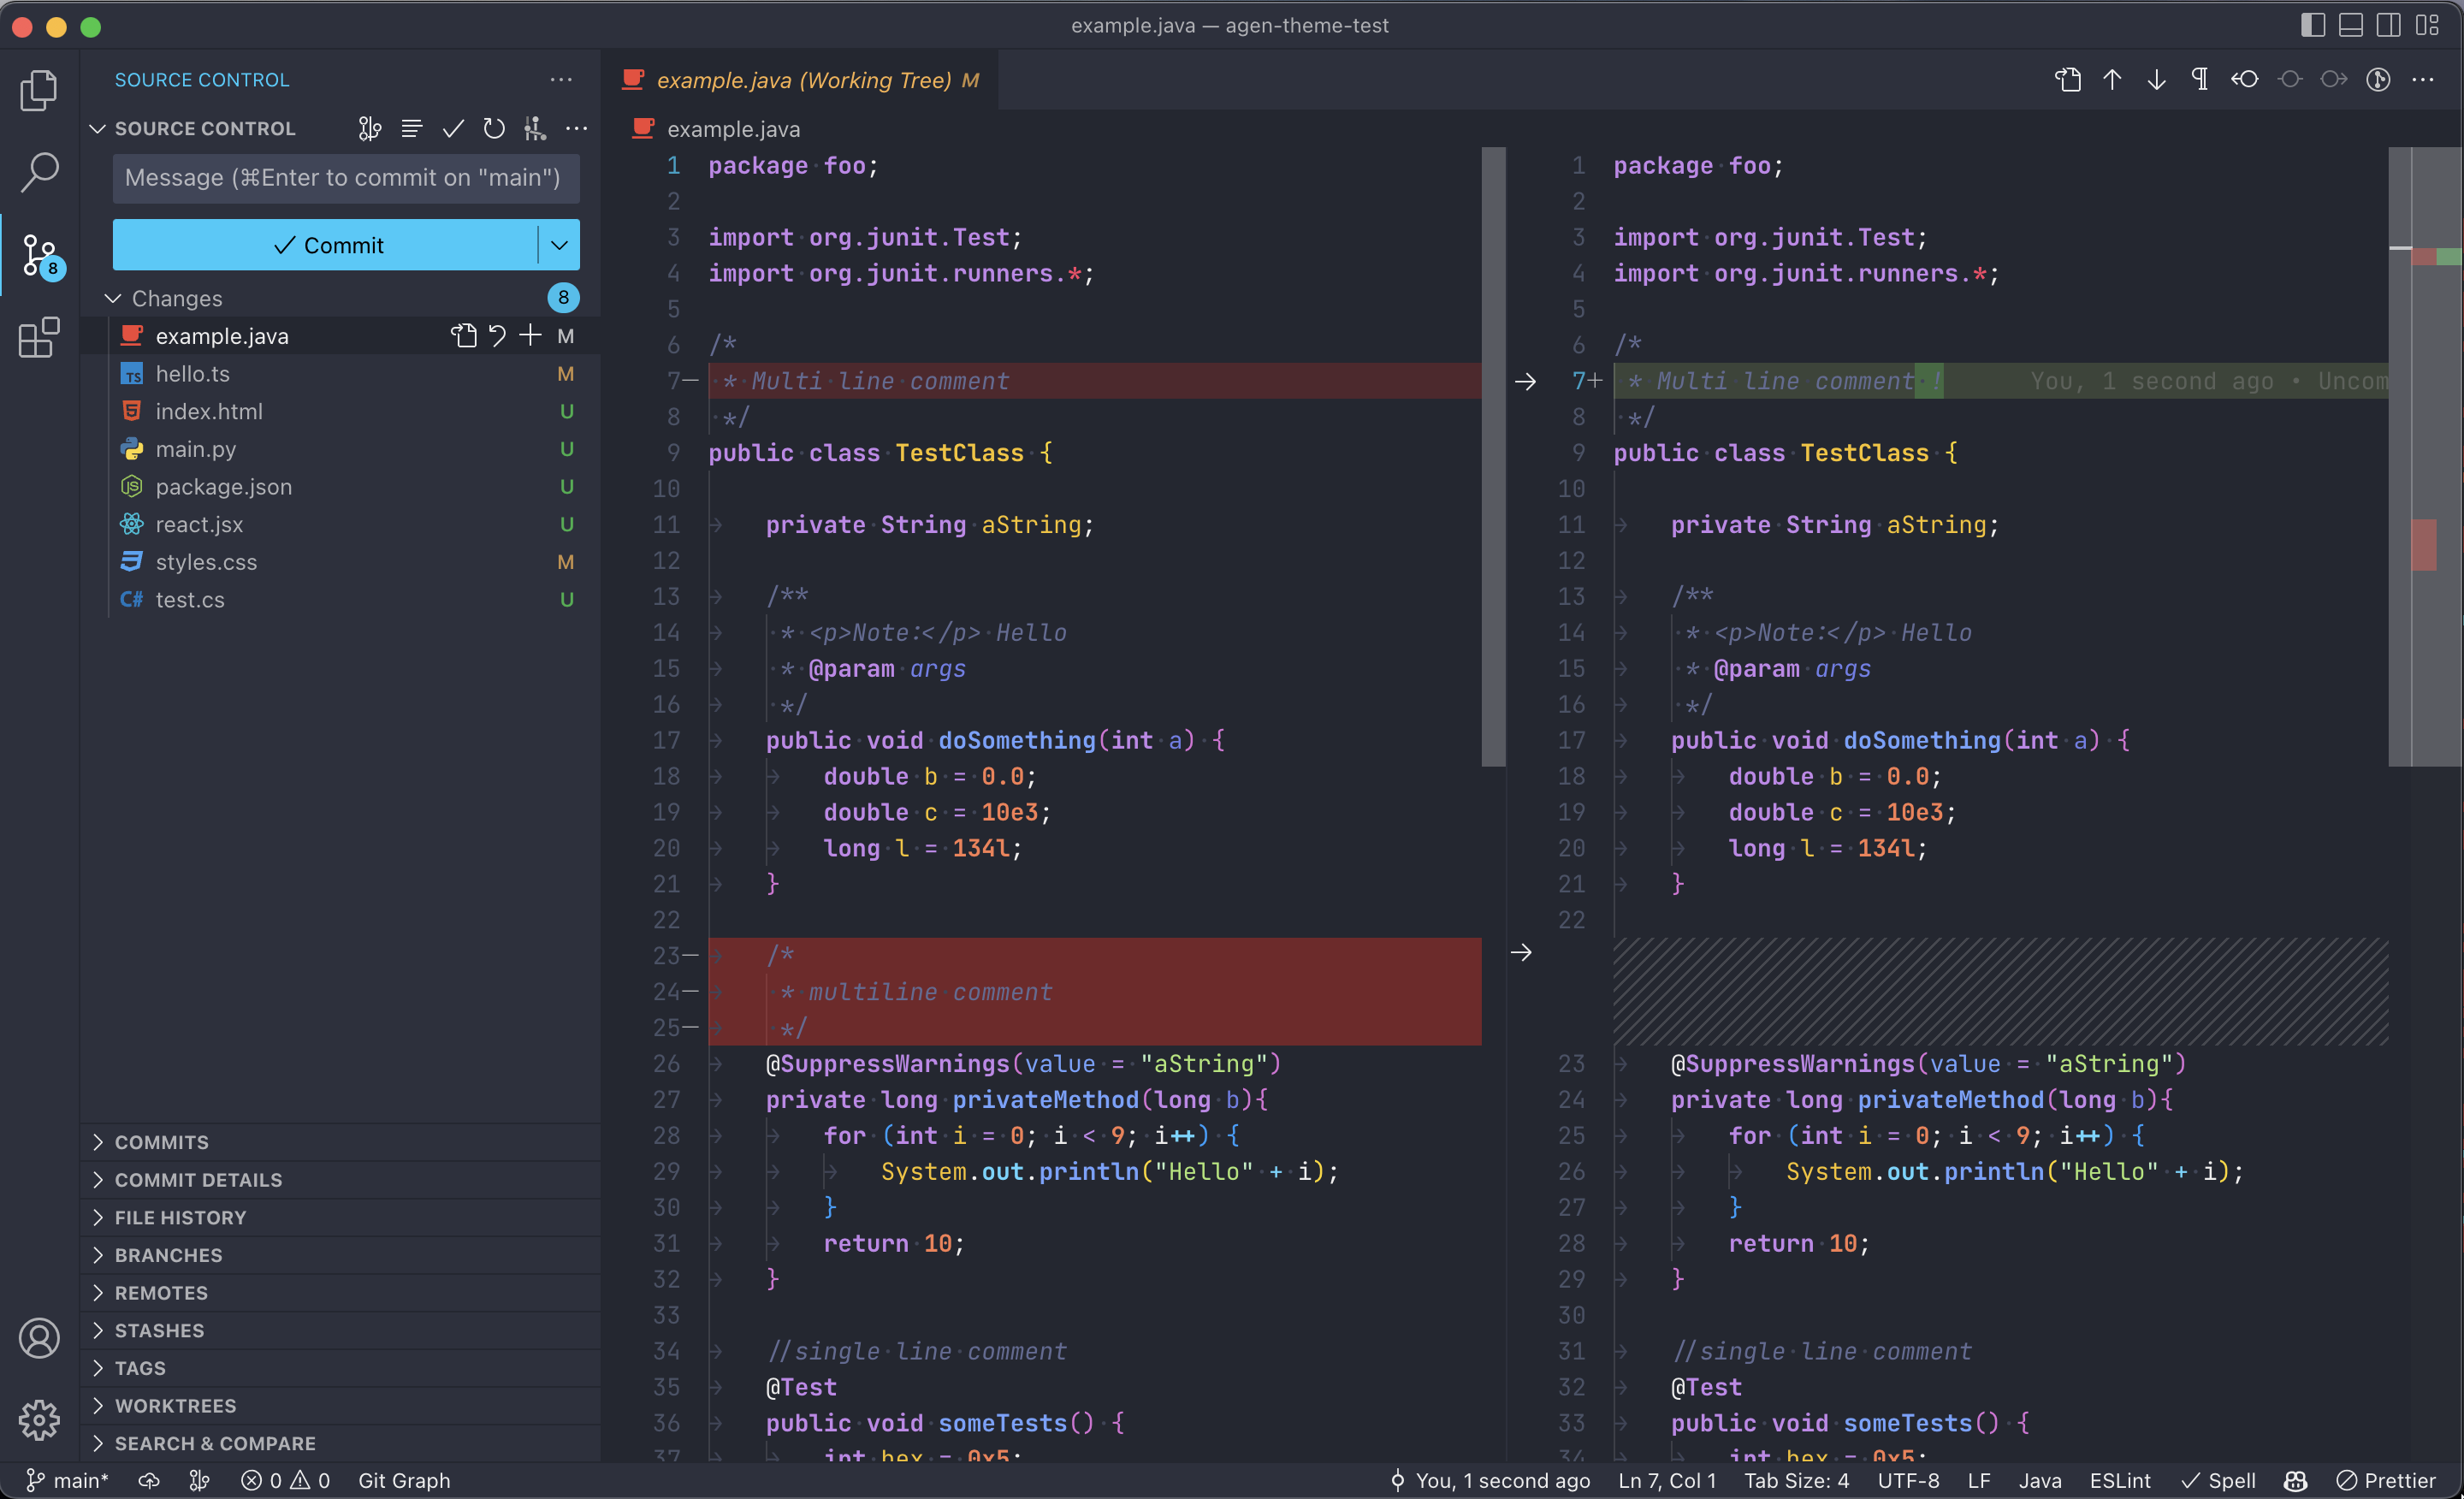 example.java — agen-theme-test
SOURCE CONTROL
SOURCE CONTROL
Message (⌘Enter to commit on "main")
Commit
8
Changes 8
example.java M
hello.ts M
index.html U
main.py U
package.json U
react.jsx U
styles.css M
test.cs U
COMMITS
COMMIT DETAILS
FILE HISTORY
BRANCHES
REMOTES
STASHES
TAGS
WORKTREES
SEARCH & COMPARE
example.java (Working Tree) M
example.java
1 package foo;
2
3 import org.junit.Test;
4 import org.junit.runners.*;
5
6 /*
7— * Multi line comment
8 */
9 public class TestClass {
10
11 private String aString;
12
13 /**
14 * <p>Note:</p> Hello
15 * @param args
16 */
17 public void doSomething(int a) {
18 double b = 0.0;
19 double c = 10e3;
20 long l = 134l;
21 }
22
23— /*
24— * multiline comment
25— */
26 @SuppressWarnings(value = "aString")
27 private long privateMethod(long b){
28 for (int i = 0; i < 9; i++) {
29 System.out.println("Hello" + i);
30 }
31 return 10;
32 }
33
34 //single line comment
35 @Test
36 public void someTests() {
37 int hex = 0x5;
1 package foo;
2
3 import org.junit.Test;
4 import org.junit.runners.*;
5
6 /*
7+ * Multi line comment ! You, 1 second ago • Uncom
8 */
9 public class TestClass {
10
11 private String aString;
12
13 /**
14 * <p>Note:</p> Hello
15 * @param args
16 */
17 public void doSomething(int a) {
18 double b = 0.0;
19 double c = 10e3;
20 long l = 134l;
21 }
22
23 @SuppressWarnings(value = "aString")
24 private long privateMethod(long b){
25 for (int i = 0; i < 9; i++) {
26 System.out.println("Hello" + i);
27 }
28 return 10;
29 }
30
31 //single line comment
32 @Test
33 public void someTests() {
34 int hex = 0x5;
main* 0 0 Git Graph You, 1 second ago Ln 7, Col 1 Tab Size: 4 UTF-8 LF Java ESLint Spell Prettier